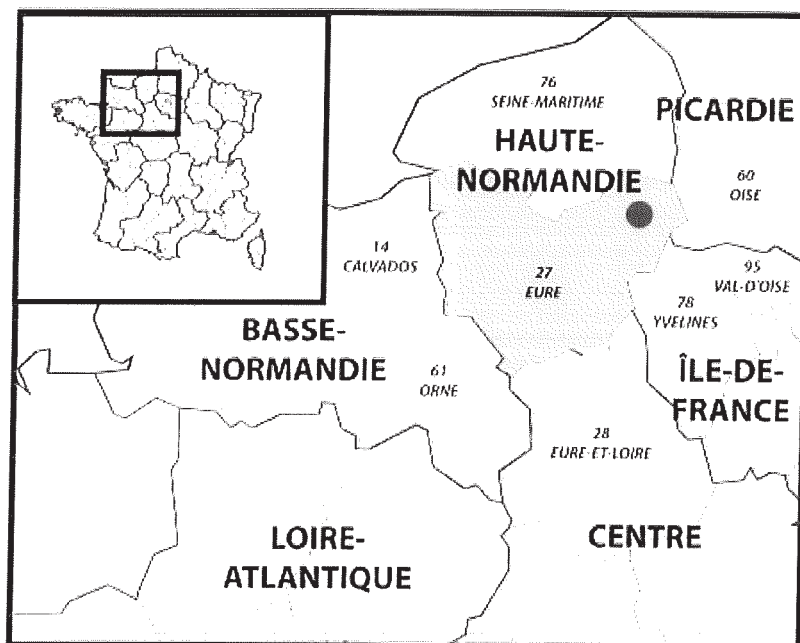 76
SEINE-MARITIME
PICARDIE
HAUTE-
NORMANDIE
60
OISE
14
CALVADOS
27
EURE
95
VAL-D'OISE
78
YVELINES
BASSE-
NORMANDIE
61
ORNE
ÎLE-DE-
FRANCE
28
EURE-ET-LOIRE
LOIRE-
ATLANTIQUE
CENTRE